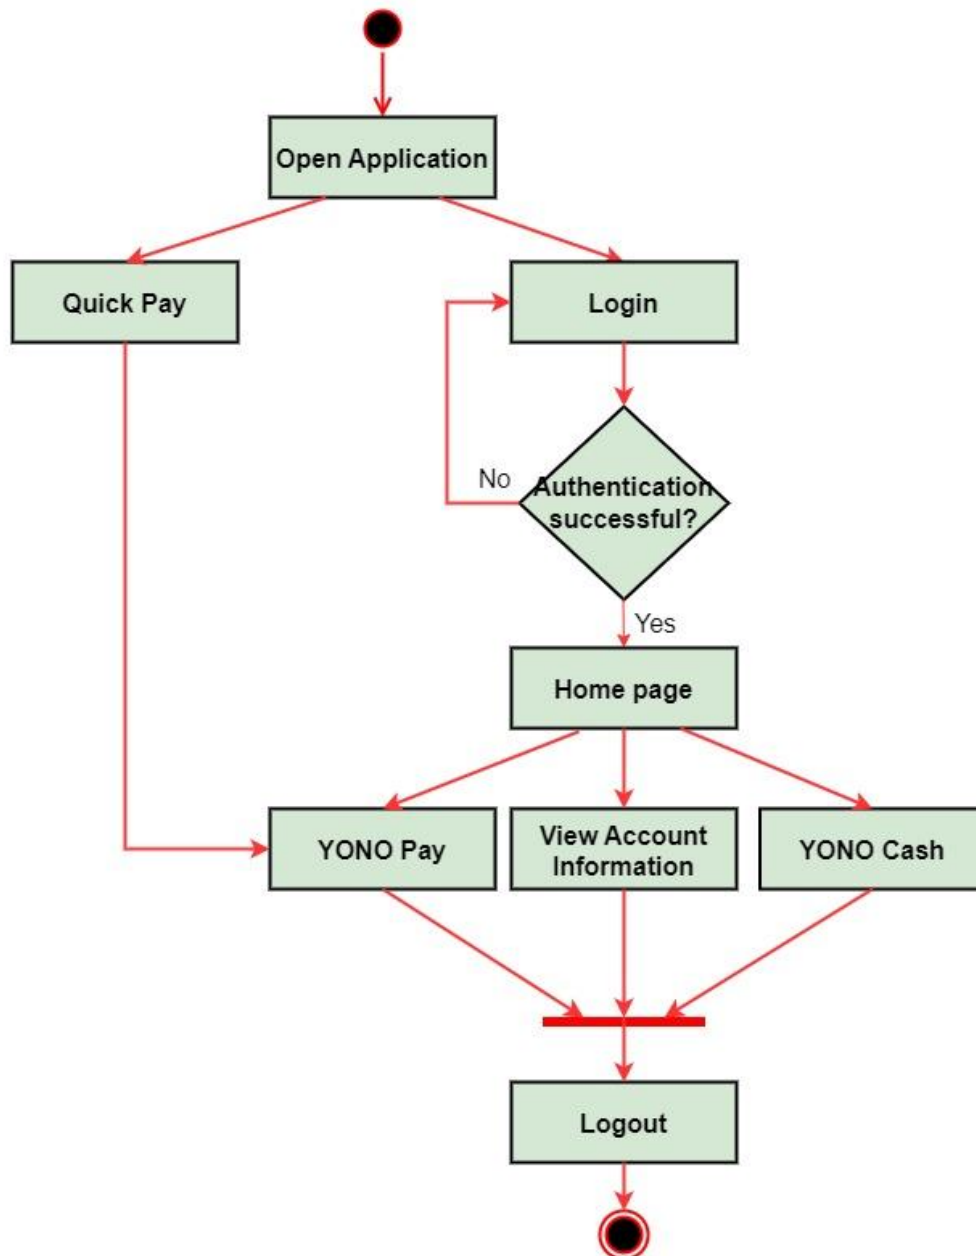 Open Application
Quick Pay
Login
No
Authentication
successful?
Yes
Home page
YONO Pay
View Account
Information
YONO Cash
Logout